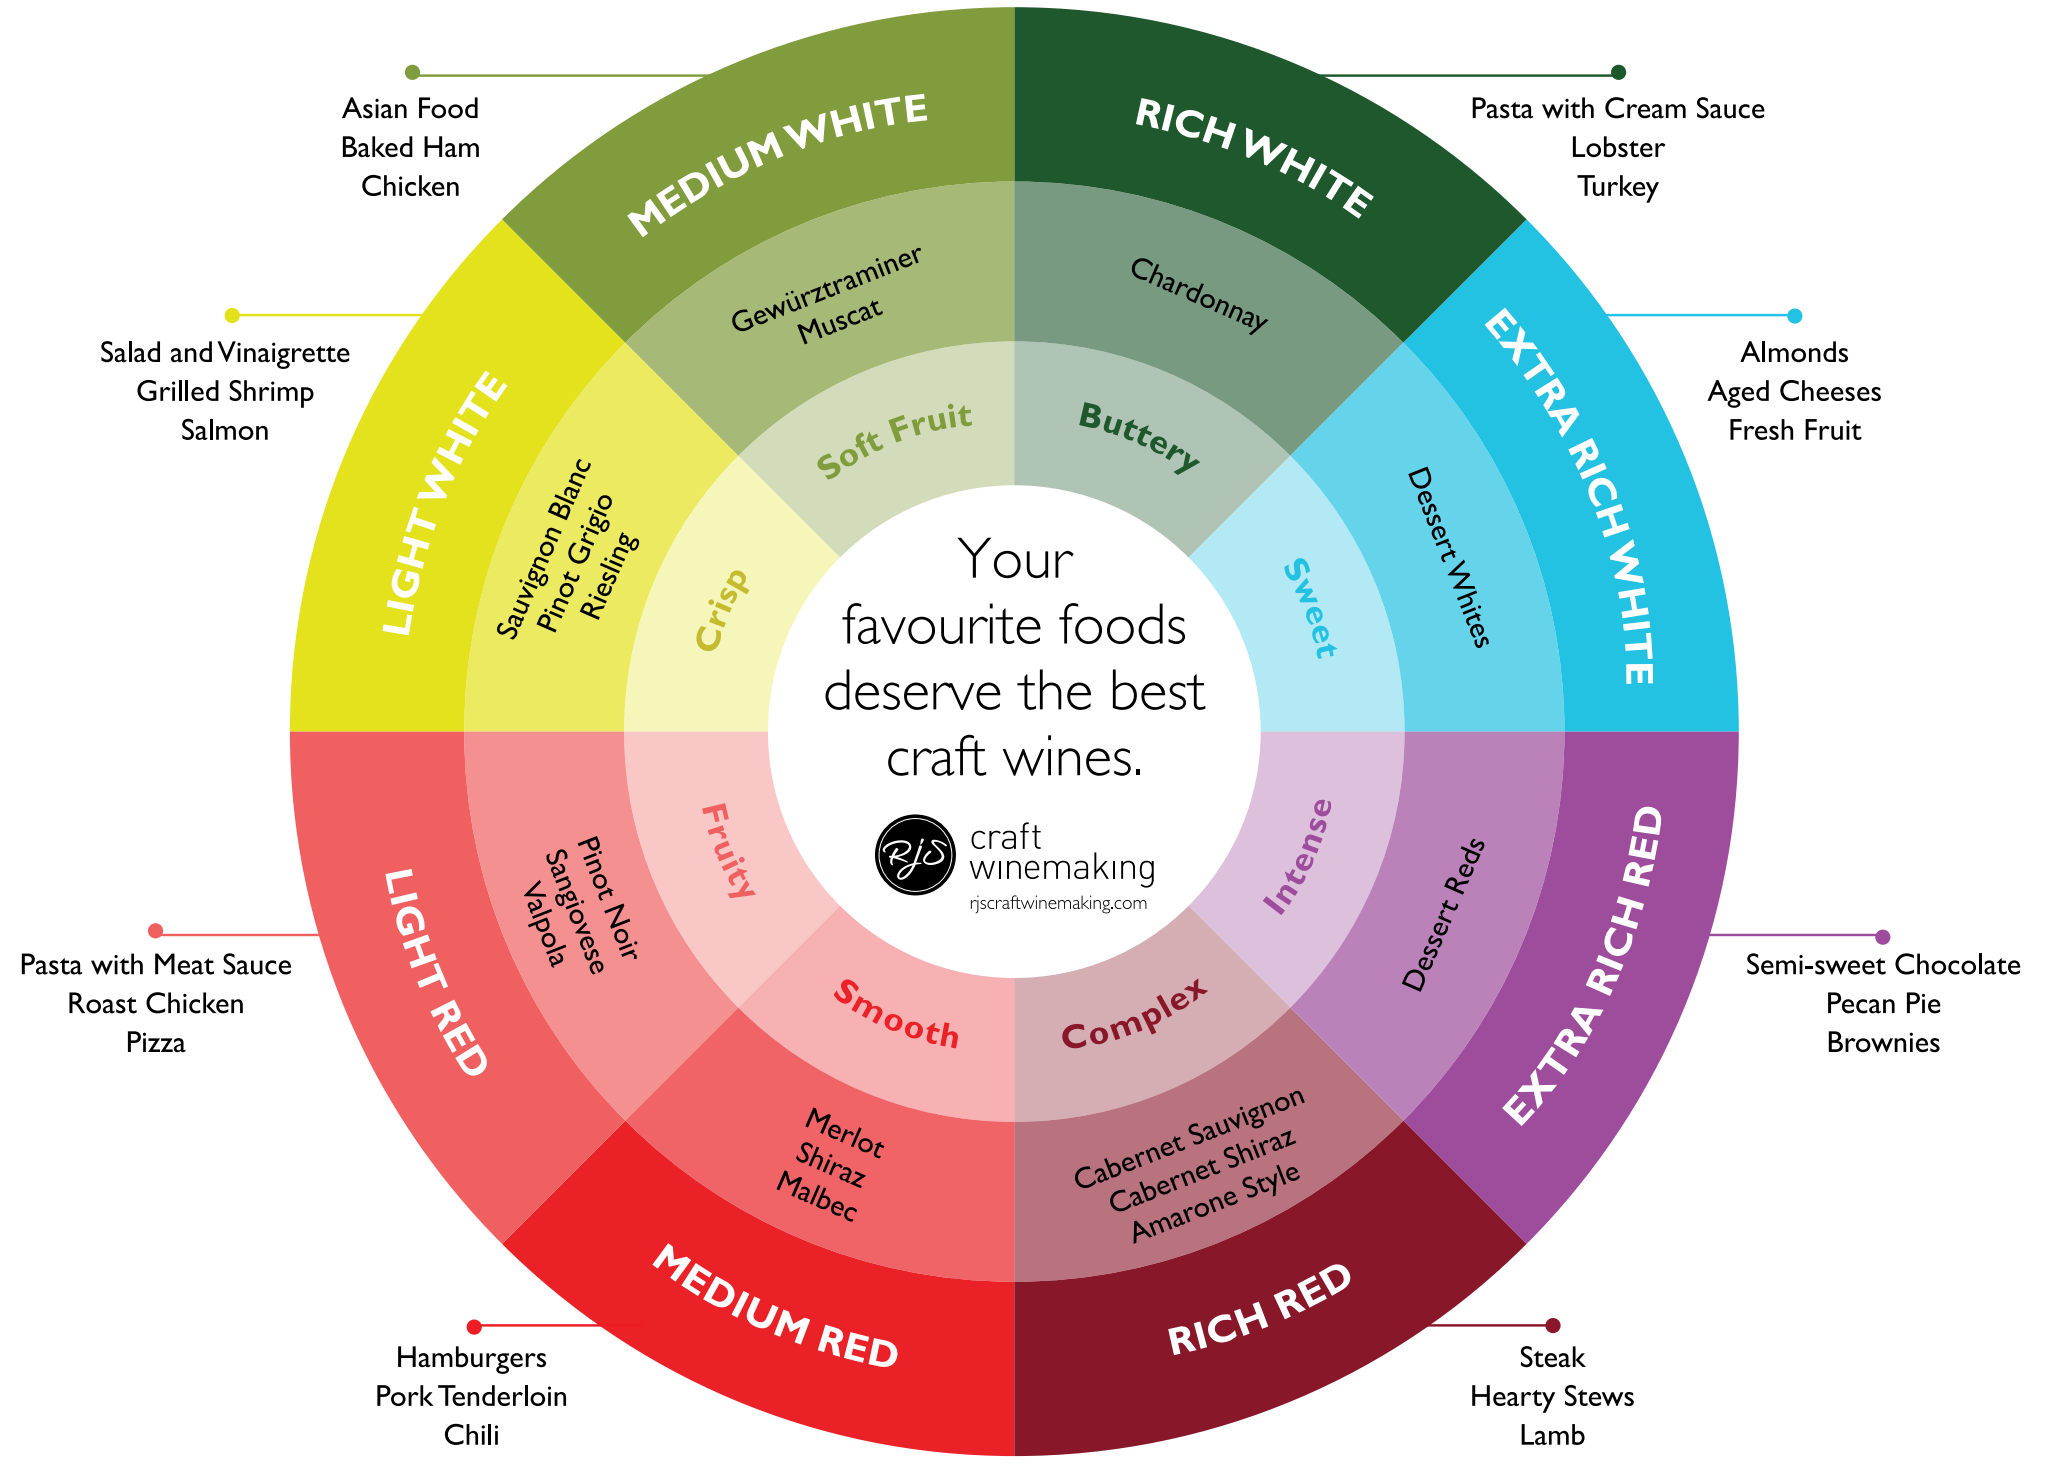 MEDIUM WHITE
Gewürztraminer
Muscat
Soft Fruit
Asian Food
Baked Ham
Chicken
RICH WHITE
Chardonnay
Buttery
Pasta with Cream Sauce
Lobster
Turkey
EXTRA RICH WHITE
Dessert Whites
Sweet
Almonds
Aged Cheeses
Fresh Fruit
EXTRA RICH RED
Dessert Reds
Intense
Semi-sweet Chocolate
Pecan Pie
Brownies
RICH RED
Cabernet Sauvignon
Cabernet Shiraz
Amarone Style
Complex
Steak
Hearty Stews
Lamb
MEDIUM RED
Merlot
Shiraz
Malbec
Smooth
Hamburgers
Pork Tenderloin
Chili
LIGHT RED
Pinot Noir
Sangiovese
Valpola
Fruity
Pasta with Meat Sauce
Roast Chicken
Pizza
LIGHT WHITE
Sauvignon Blanc
Pinot Grigio
Riesling
Crisp
Salad and Vinaigrette
Grilled Shrimp
Salmon
Your
favourite foods
deserve the best
craft wines.
RJS
craft
winemaking
rjscraftwinemaking.com